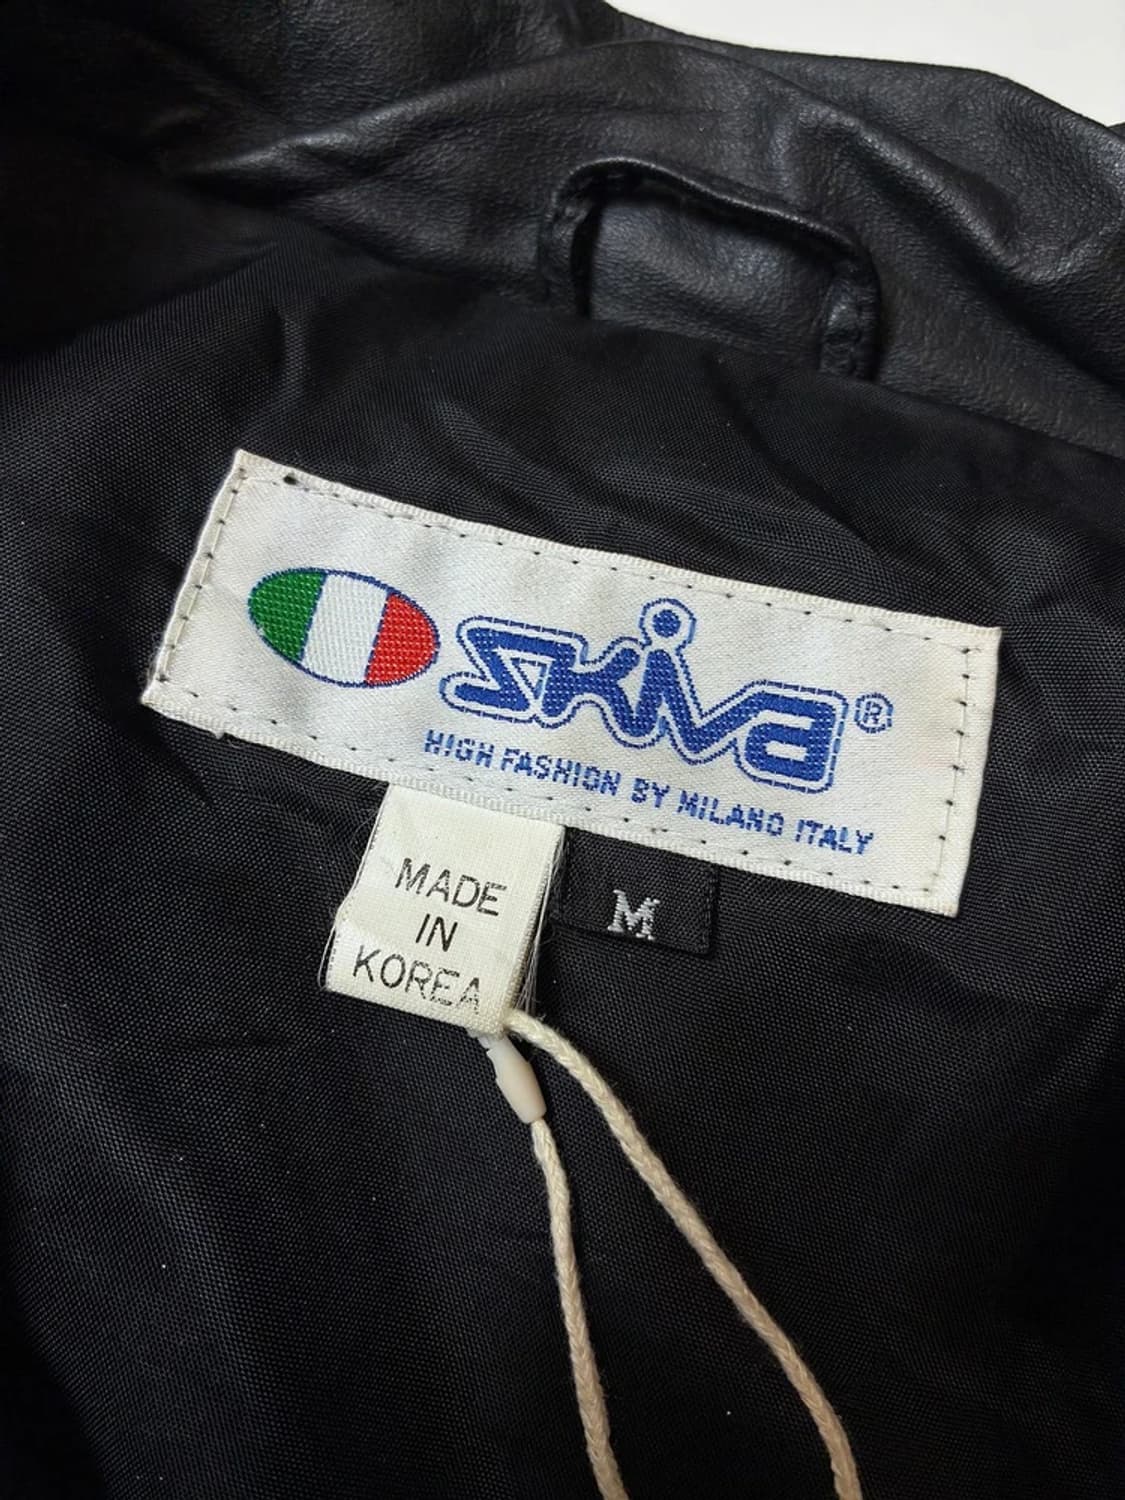 SKiva®
HIGH FASHION BY MILANO ITALY
MADE
IN
KOREA
M